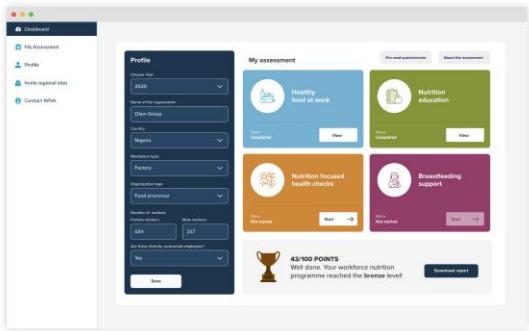 Dashboard
My Assessment
Profile
Invite regional sites
Contact WNA
Profile
Choose Year
2020
Name of the organisation
Olam Group
Country
Nigeria
Workplace type
Factory
Organization type
Food processor
Number of workers
Female workers
Male workers
684
237
Are these directly contracted employees?
Yes
Save
My assessment
Pre-read questionnaire
About the assessment
Healthy
food at work
Status
Completed
View
Nutrition
education
Status
Completed
View
Nutrition focused
health checks
Status
Not started
Start
Breastfeeding
support
Status
Not started
Start
43/100 POINTS
Well done. Your workforce nutrition
programme reached the bronze level!
Download report